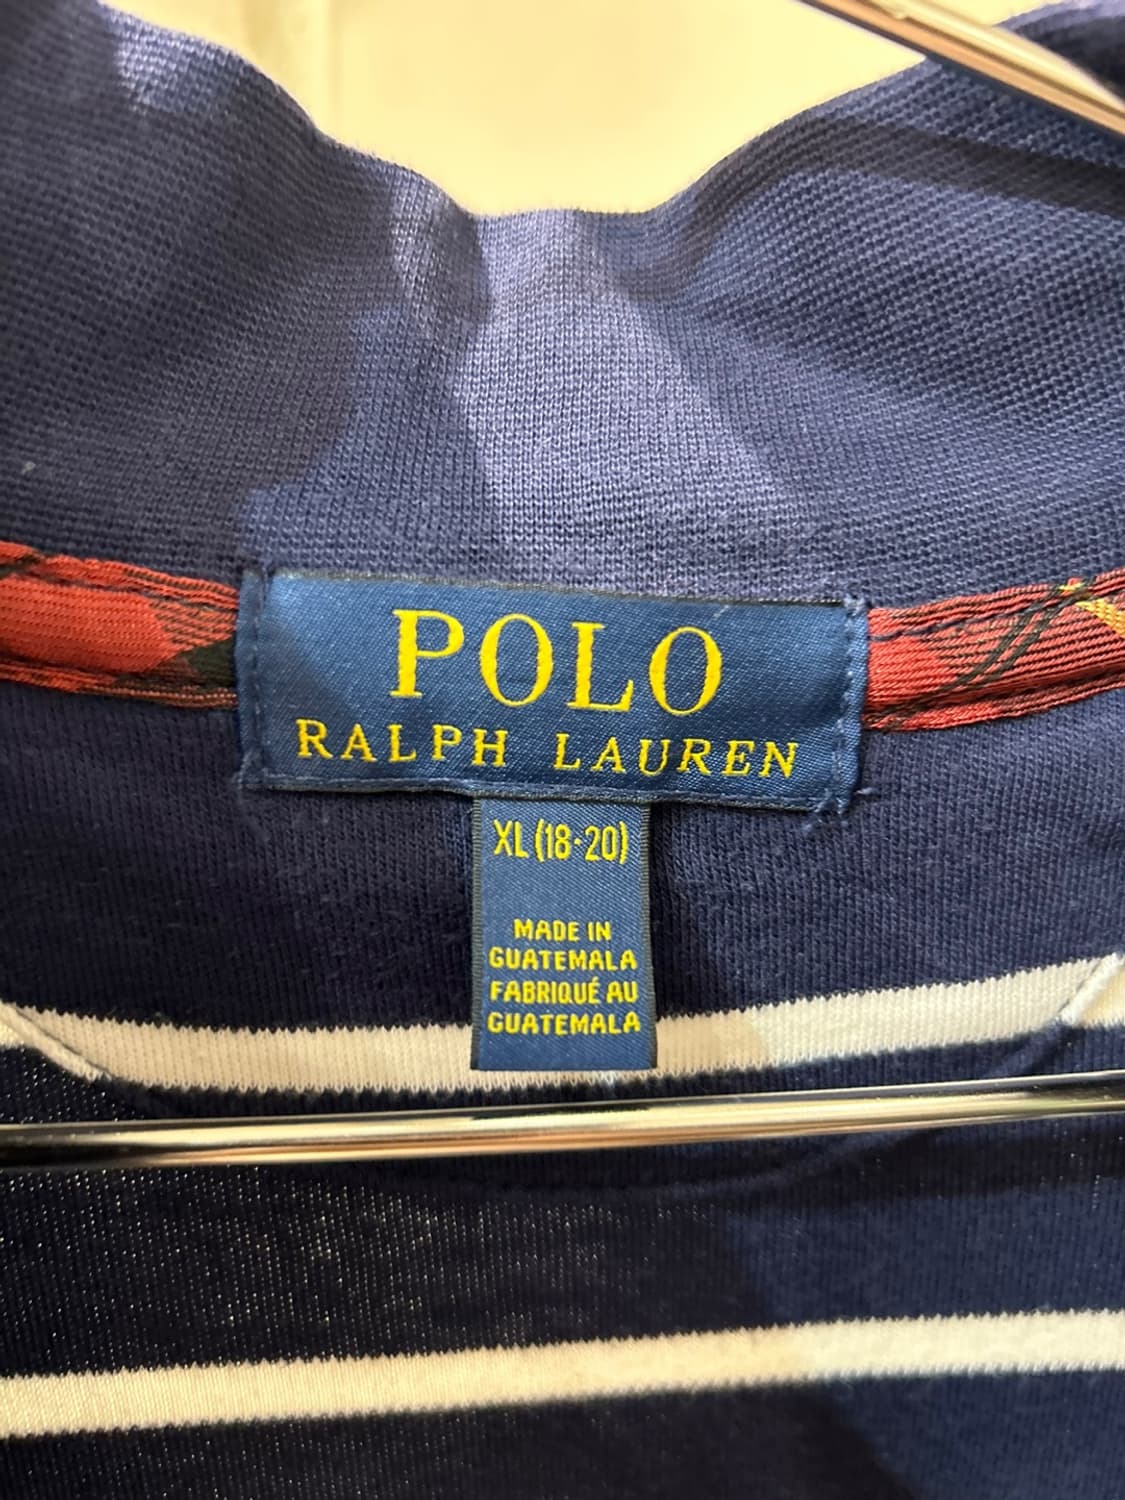 POLO
RALPH LAUREN
XL (18-20)
MADE IN
GUATEMALA
FABRIQUÉ AU
GUATEMALA